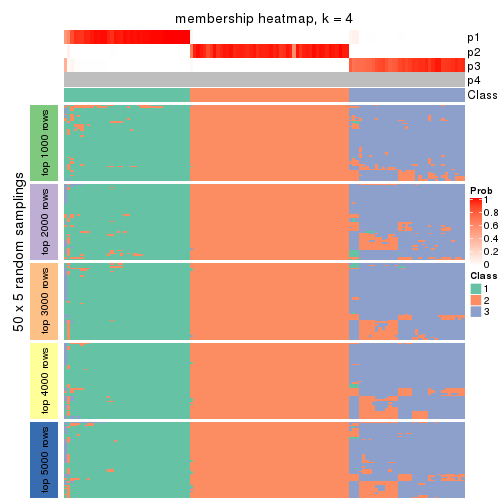 membership heatmap, k = 4
p1
p2
p3
p4
Class
50 x 5 random samplings
top 1000 rows
top 2000 rows
top 3000 rows
top 4000 rows
top 5000 rows
Prob
1
0.8
0.6
0.4
0.2
0
Class
1
2
3